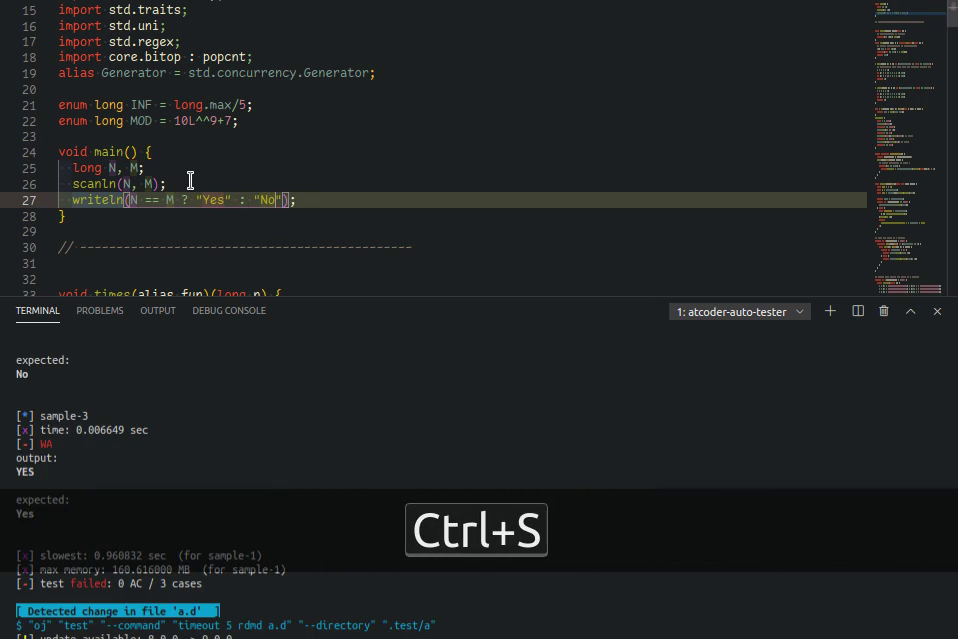 15 import std.traits;
16 import std.uni;
17 import std.regex;
18 import core.bitop : popcnt;
19 alias Generator = std.concurrency.Generator;
20
21 enum long INF = long.max/5;
22 enum long MOD = 10L^^9+7;
23
24 void main() {
25 long N, M;
26 scanln(N, M);
27 writeln(N == M ? "Yes" : "No");
28 }
29
30 // ----------------------------------------------
31
32
33 void times(alias fun)(long n) {
TERMINAL PROBLEMS OUTPUT DEBUG CONSOLE 1: atcoder-auto-tester
expected:
No
[*] sample-3
[x] time: 0.006649 sec
[-] WA
output:
YES
expected:
Yes
[x] slowest: 0.960832 sec (for sample-1)
[x] max memory: 160.616000 MB (for sample-1)
[-] test failed: 0 AC / 3 cases
Ctrl+S
[ Detected change in file 'a.d' ]
$ "oj" "test" "--command" "timeout 5 rdmd a.d" "--directory" ".test/a"
[!] update available: 8.0.0 -> 9.0.0